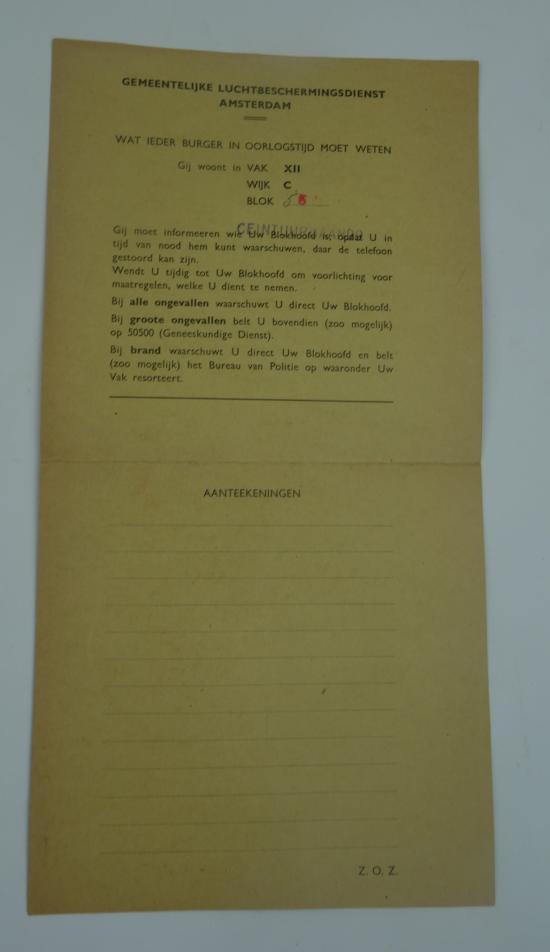 GEMEENTELIJKE LUCHTBESCHERMINGSDIENST
AMSTERDAM
WAT IEDER BURGER IN OORLOGSTIJD MOET WETEN
Gij woont in VAK XII
WIJK C
BLOK
CEINTUURBAAN
Gij moet informeeren wie Uw Blokhoofd is, opdat U in
tijd van nood hem kunt waarschuwen, daar de telefoon
gestoord kan zijn.
Wendt U tijdig tot Uw Blokhoofd om voorlichting voor
maatregelen, welke U dient te nemen.
Bij alle ongevallen waarschuwt U direct Uw Blokhoofd.
Bij groote ongevallen belt U bovendien (zoo mogelijk)
op 50500 (Geneeskundige Dienst).
Bij brand waarschuwt U direct Uw Blokhoofd en belt
(zoo mogelijk) het Bureau van Politie op waaronder Uw
Vak resorteert.
AANTEEKENINGEN
Z. O. Z.